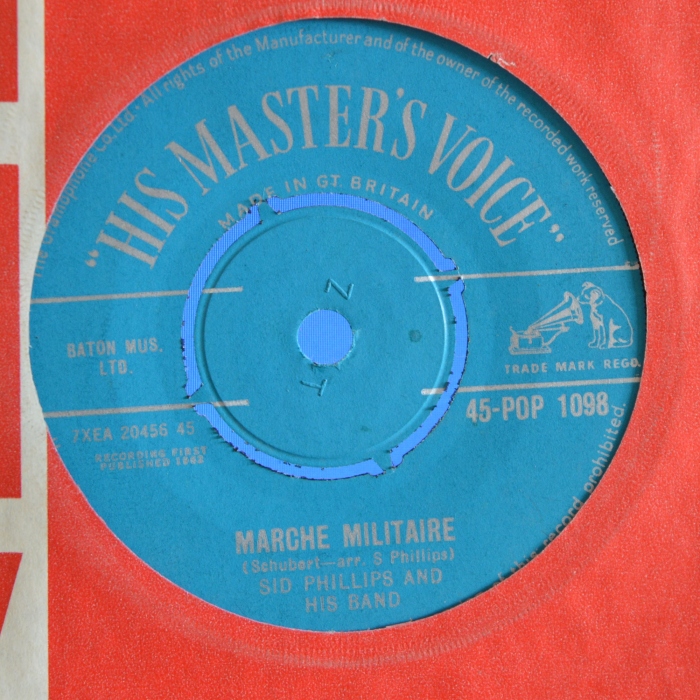 The Gramophone Co.Ltd. All rights of the Manufacturer and of the owner of the recorded work reserved
"HIS MASTER'S VOICE"
MADE IN GT. BRITAIN
Z
BATON MUS.
LTD.
TRADE MARK REGD.
7XEA 20456 45
45-POP 1098
RECORDING FIRST
PUBLISHED 1962
T
MARCHE MILITAIRE
(Schubert—arr. S Phillips)
SID PHILLIPS AND
HIS BAND
record prohibited.